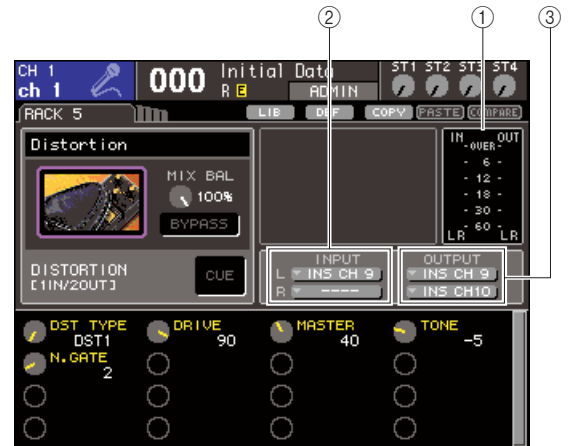 ② ① ③
CH 1
ch 1
000
Initial Data
R E ADMIN
ST1 ST2 ST3 ST4
RACK 5
LIB DEF COPY PASTE COMPARE
Distortion
MIX BAL
100%
BYPASS
DISTORTION
[1IN/2OUT]
CUE
IN OUT
-OVER-
- 6 -
- 12 -
- 18 -
- 30 -
- 60 -
LR LR
INPUT
L INS CH 9
R ----
OUTPUT
INS CH 9
INS CH10
DST TYPE
DST1
DRIVE
90
MASTER
40
TONE
-5
N.GATE
2